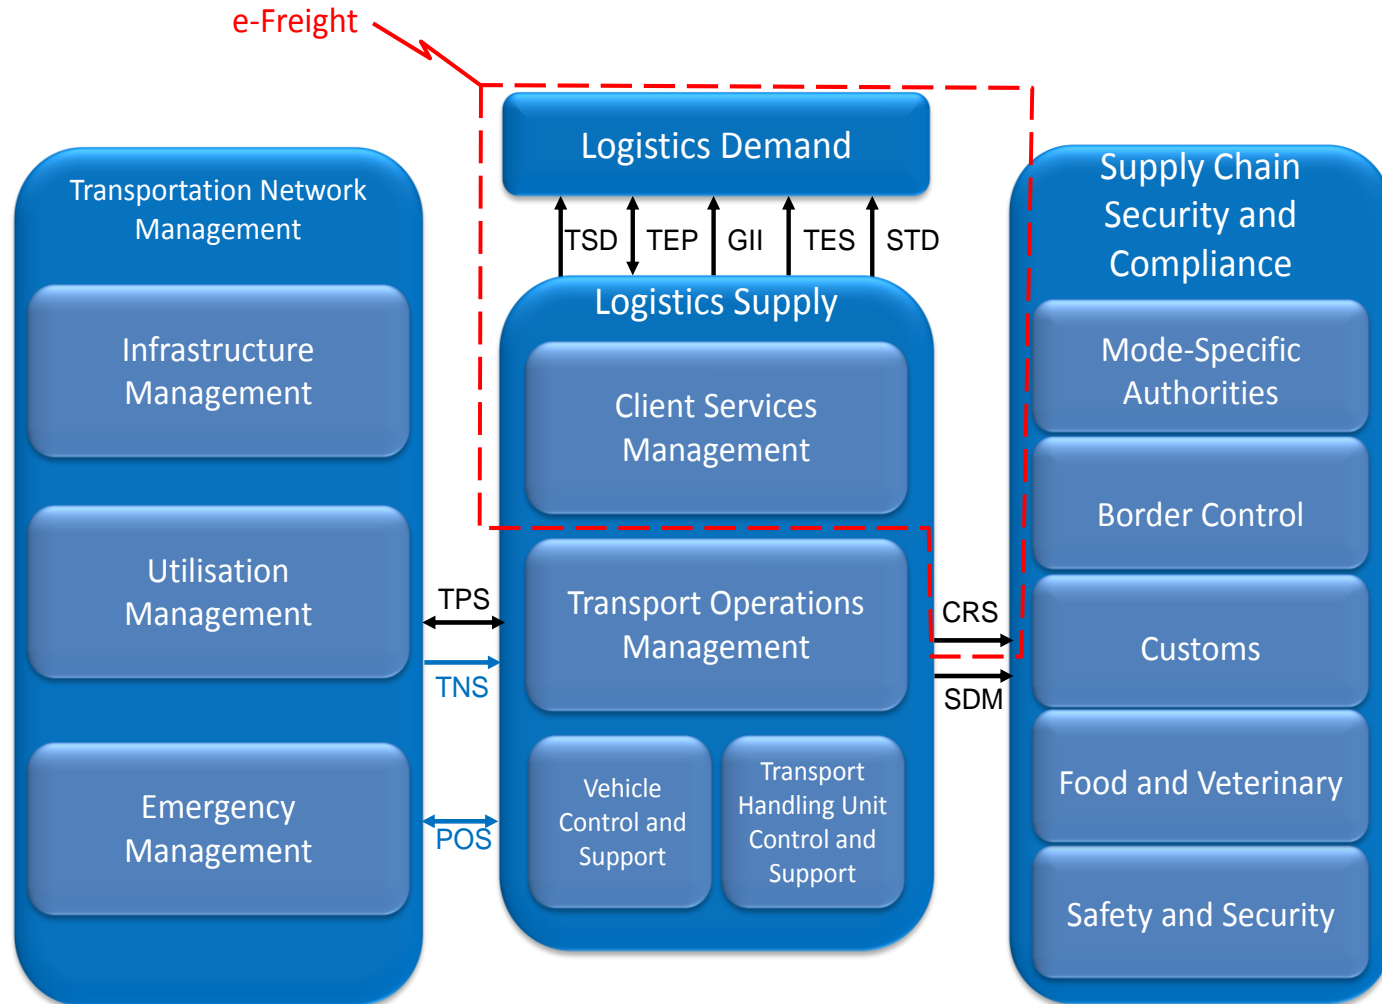 e-Freight
Logistics Demand
Transportation Network
Management
Infrastructure
Management
Utilisation
Management
Emergency
Management
TSD
TEP
GII
TES
STD
Logistics Supply
Client Services
Management
Transport Operations
Management
Vehicle
Control and
Support
Transport
Handling Unit
Control and
Support
TPS
TNS
POS
CRS
SDM
Supply Chain
Security and
Compliance
Mode-Specific
Authorities
Border Control
Customs
Food and Veterinary
Safety and Security